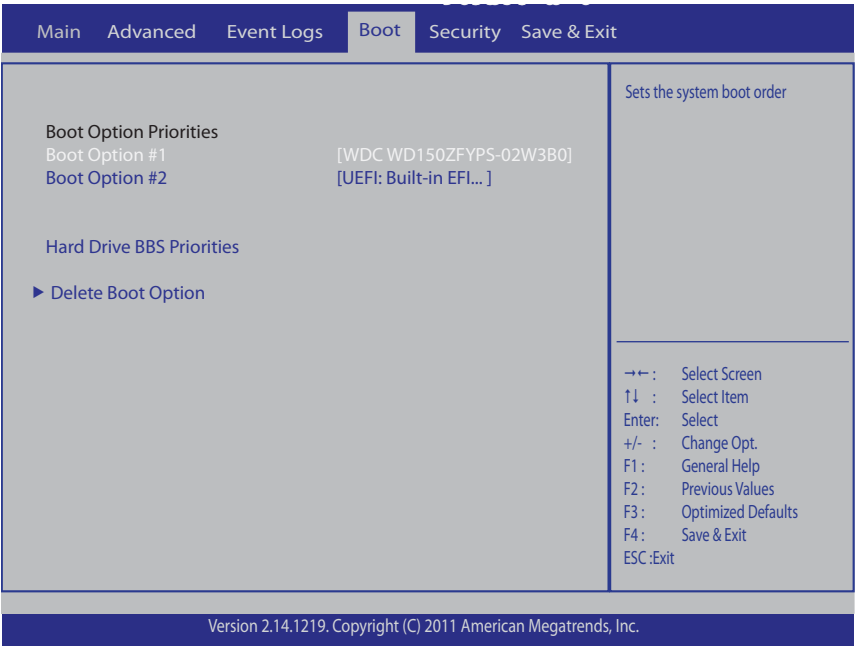 Main Advanced Event Logs Boot Security Save & Exit
Sets the system boot order
Boot Option Priorities
Boot Option #1 [WDC WD150ZFYPS-02W3B0]
Boot Option #2 [UEFI: Built-in EFI... ]
Hard Drive BBS Priorities
▶ Delete Boot Option
→← : Select Screen
↑↓ : Select Item
Enter: Select
+/- : Change Opt.
F1 : General Help
F2 : Previous Values
F3 : Optimized Defaults
F4 : Save & Exit
ESC :Exit
Version 2.14.1219. Copyright (C) 2011 American Megatrends, Inc.